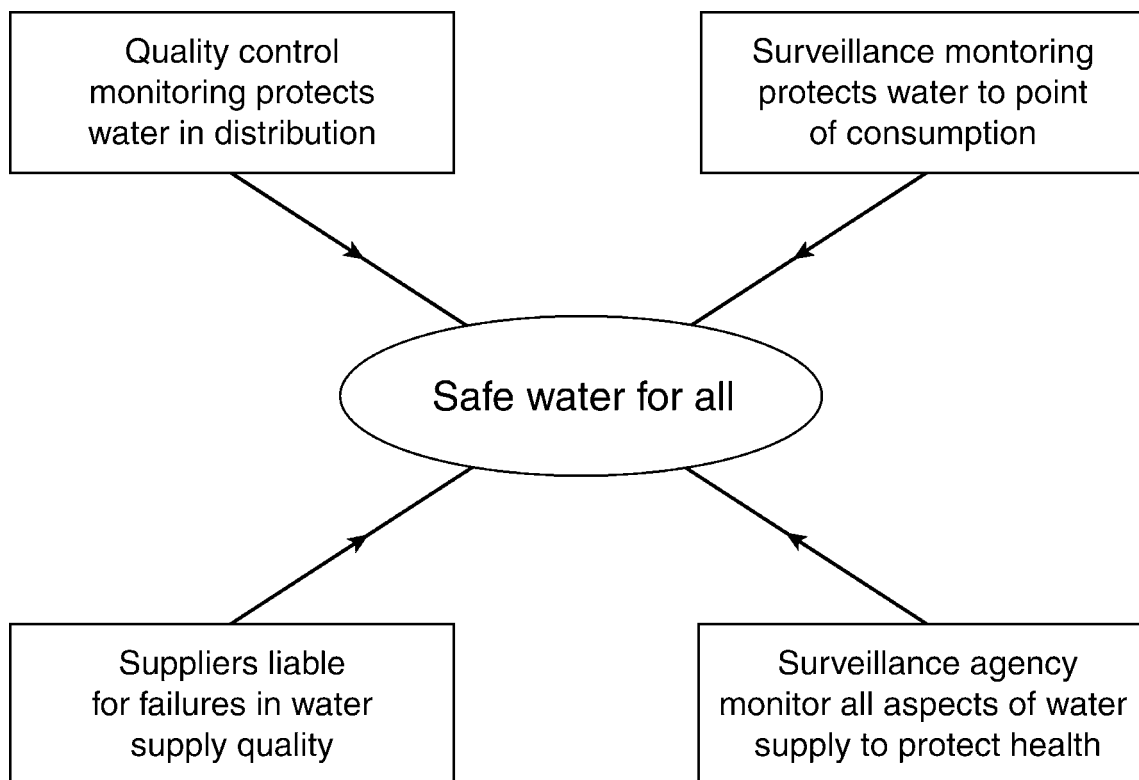 Quality control
monitoring protects
water in distribution
Surveillance montoring
protects water to point
of consumption
Safe water for all
Suppliers liable
for failures in water
supply quality
Surveillance agency
monitor all aspects of water
supply to protect health